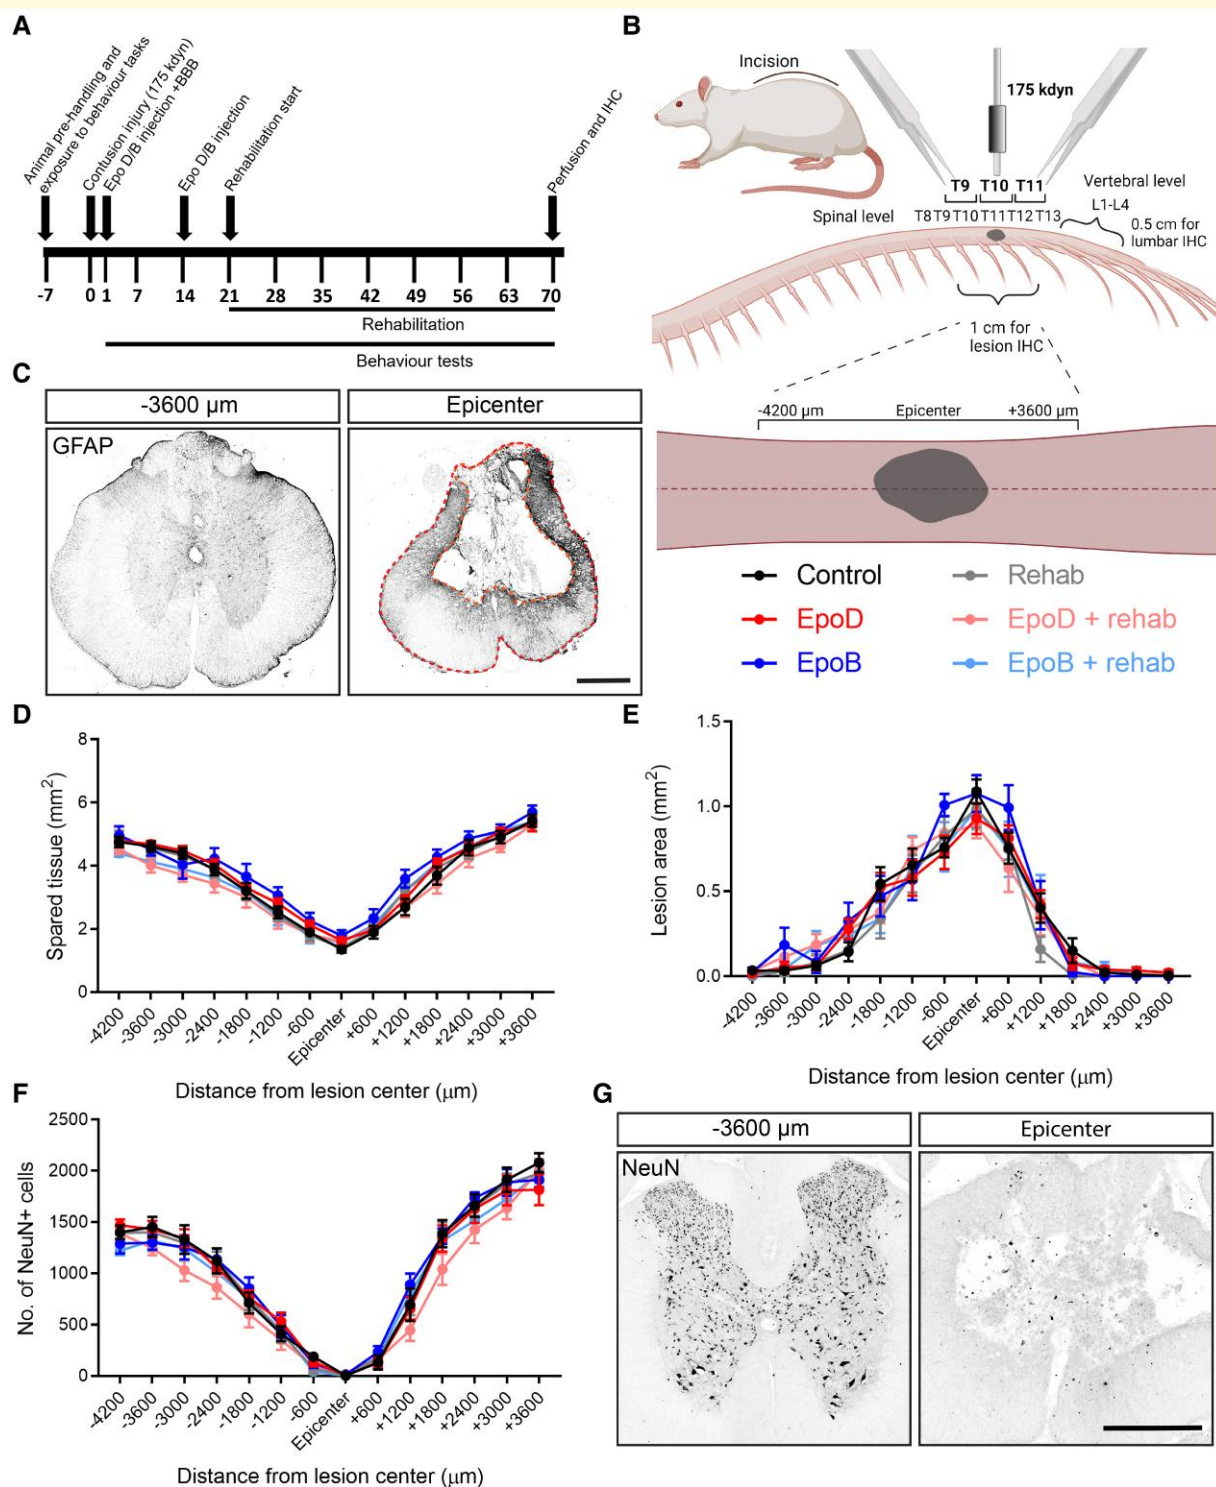 A
Animal pre-handling and
exposure to behaviour tasks
Contusion injury (175 kdyn)
Epo D/B injection +BBB
Epo D/B injection
Rehabilitation start
Perfusion and IHC
-7 0 1 7 14 21 28 35 42 49 56 63 70
Rehabilitation
Behaviour tests
B
Incision
175 kdyn
T9 T10 T11 Vertebral level
Spinal level T8 T9 T10 T11 T12 T13 L1-L4
0.5 cm for
lumbar IHC
1 cm for
lesion IHC
-4200 µm Epicenter +3600 µm
C
-3600 µm Epicenter
GFAP
Control Rehab
EpoD EpoD + rehab
EpoB EpoB + rehab
D
Spared tissue (mm²)
8
6
4
2
0
-4200 -3600 -3000 -2400 -1800 -1200 -600 Epicenter +600 +1200 +1800 +2400 +3000 +3600
Distance from lesion center (µm)
E
Lesion area (mm²)
1.5
1.0
0.5
0.0
-4200 -3600 -3000 -2400 -1800 -1200 -600 Epicenter +600 +1200 +1800 +2400 +3000 +3600
Distance from lesion center (µm)
F
No. of NeuN+ cells
2500
2000
1500
1000
500
0
-4200 -3600 -3000 -2400 -1800 -1200 -600 Epicenter +600 +1200 +1800 +2400 +3000 +3600
Distance from lesion center (µm)
G
-3600 µm Epicenter
NeuN